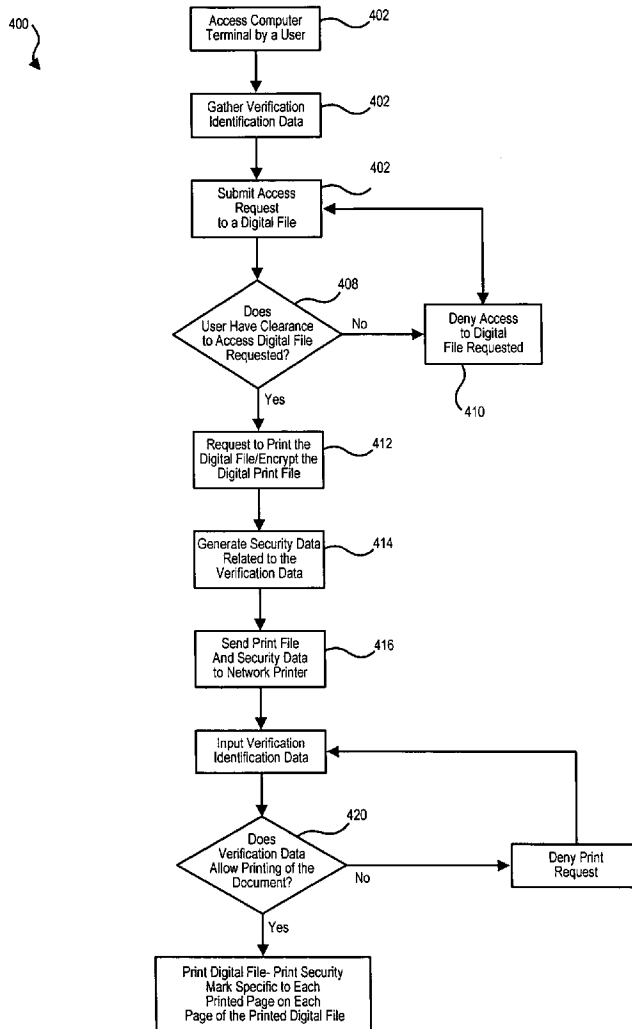 400
Access Computer
Terminal by a User
402
Gather Verification
Identification Data
402
Submit Access
Request
to a Digital File
402
Does
User Have Clearance
to Access Digital File
Requested?
408
No
Deny Access
to Digital
File Requested
410
Yes
Request to Print the
Digital File/Encrypt the
Digital Print File
412
Generate Security Data
Related to the
Verification Data
414
Send Print File
And Security Data
to Network Printer
416
Input Verification
Identification Data
Does
Verification Data
Allow Printing of the
Document?
420
No
Deny Print
Request
Yes
Print Digital File- Print Security
Mark Specific to Each
Printed Page on Each
Page of the Printed Digital File